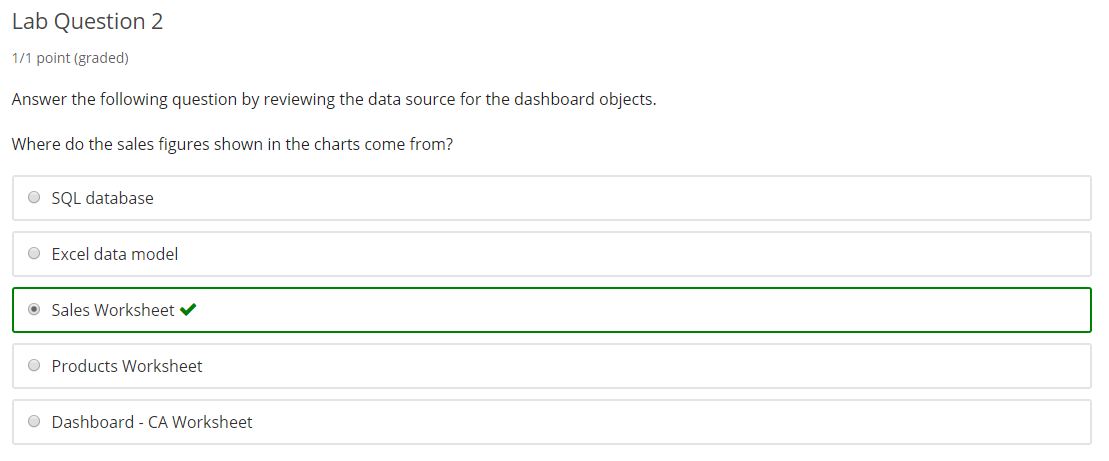 Lab Question 2
1/1 point (graded)
Answer the following question by reviewing the data source for the dashboard objects.
Where do the sales figures shown in the charts come from?
SQL database
Excel data model
Sales Worksheet
Products Worksheet
Dashboard - CA Worksheet